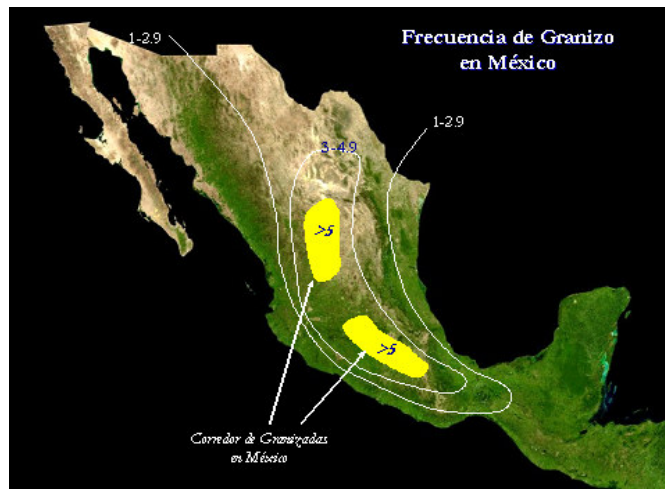 Frecuencia de Granizo
en México
1-2.9
1-2.9
3-4.9
>5
>5
Corredor de Granizadas
en México